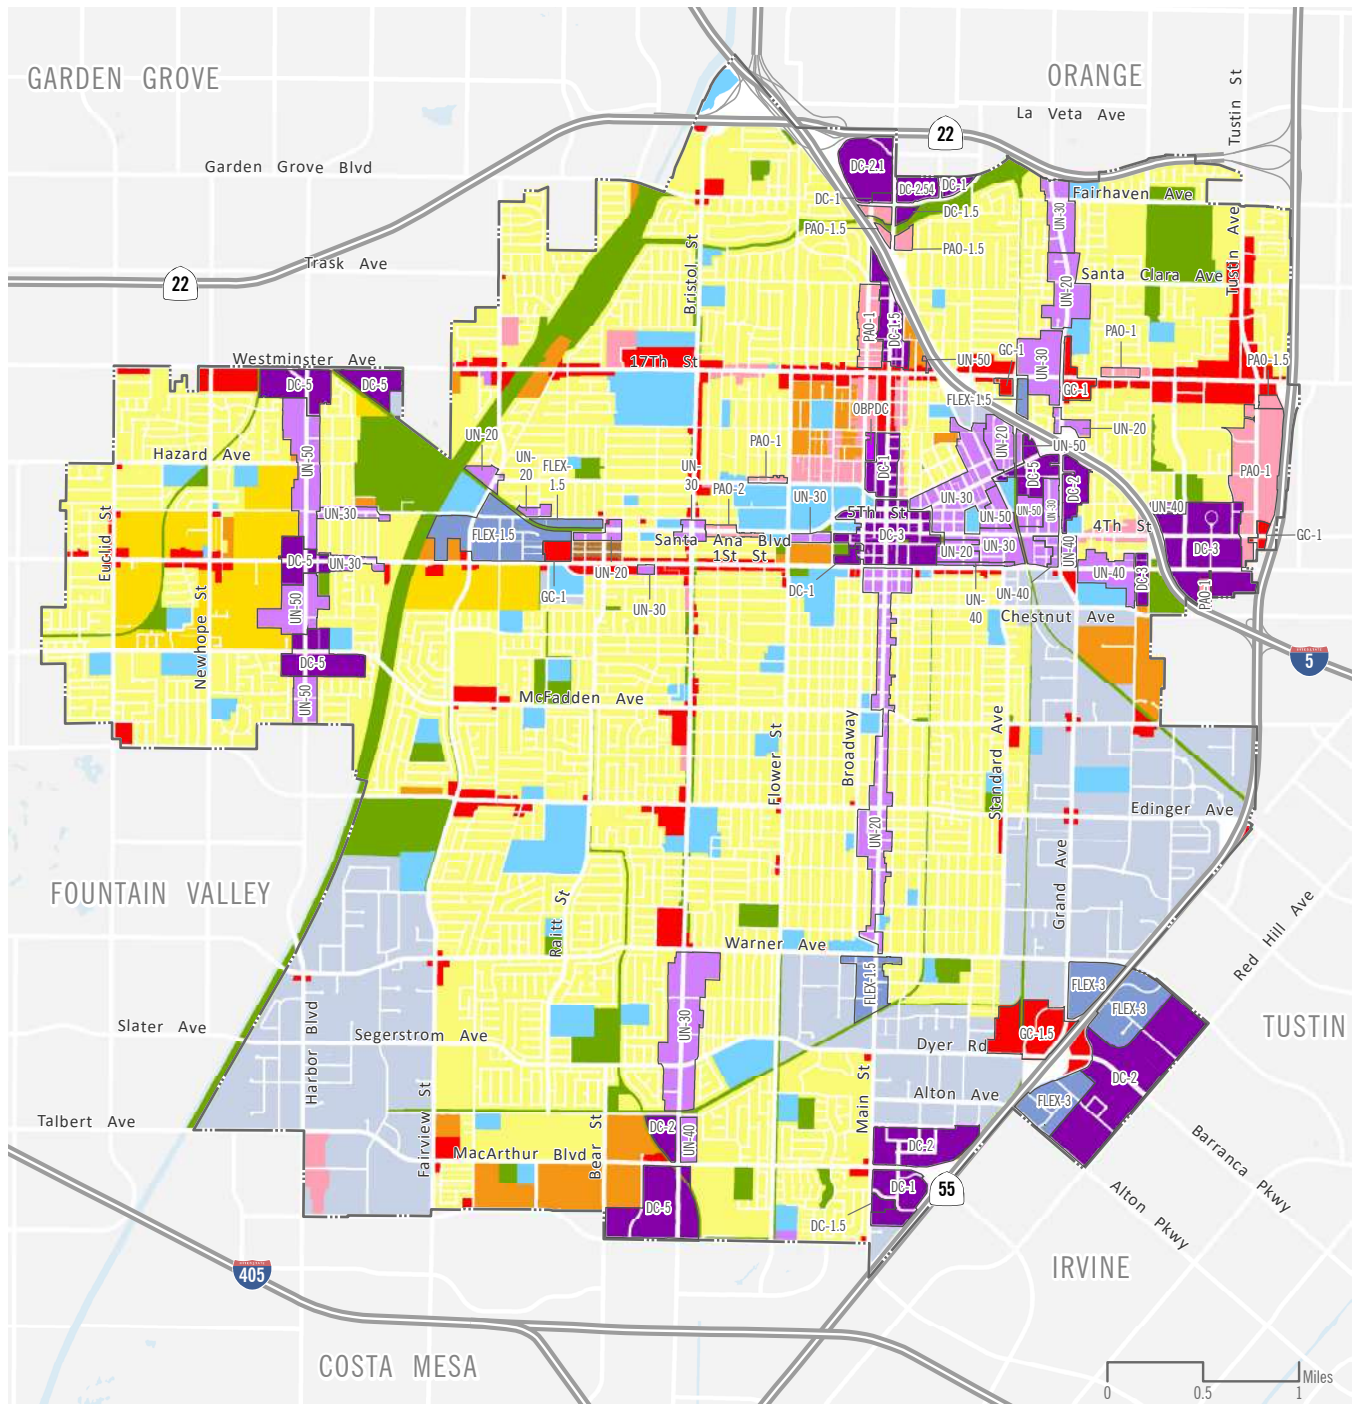 GARDEN GROVE
ORANGE
Tustin St
La Veta Ave
22
Garden Grove Blvd
DC-2.1
DC-2.54
DC-1
Fairhaven Ave
DC-1
DC-1.5
UN-30
PAO-1.5
PAO-1.5
Bristol St
Tustin Ave
Trask Ave
22
Santa Clara Ave
UN-20
PAO-1
DC-1.5
PAO-1
Westminster Ave
17Th St
UN-50
GC-1
UN-30
PAO-1.5
DC-5
DC-5
FLEX-1.5
GC-1
OBPDC
UN-20
UN-20
UN-20
UN-50
Hazard Ave
UN-50
PAO-1
DC-1
UN-20
FLEX-1.5
UN-30
DC-5
DC-2
PAO-1
PAO-2
UN-30
UN-30
Euclid St
UN-30
5Th St
UN-50
UN-50
UN-30
UN-40
4Th St
FLEX-1.5
Santa Ana Blvd
DC-3
GC-1
1St St
UN-20
UN-30
UN-40
DC-3
DC-5
UN-30
UN-20
DC-1
UN-40
DC-3
PAO-1
GC-1
UN-30
UN-40
UN-40
Chestnut Ave
Newhope St
UN-50
DC-5
5
UN-50
McFadden Ave
Flower St
Broadway
Standard Ave
Edinger Ave
UN-20
Grand Ave
FOUNTAIN VALLEY
Raitt St
Red Hill Ave
Warner Ave
FLEX-1.5
FLEX-3
FLEX-3
Harbor Blvd
UN-30
Slater Ave
Segerstrom Ave
GC-1.5
TUSTIN
Dyer Rd
DC-2
Main St
Alton Ave
FLEX-3
Talbert Ave
Fairview St
Bear St
DC-2
UN-40
MacArthur Blvd
DC-2
Barranca Pkwy
DC-1
55
DC-5
DC-1.5
Alton Pkwy
405
IRVINE
COSTA MESA
Miles
0 0.5 1